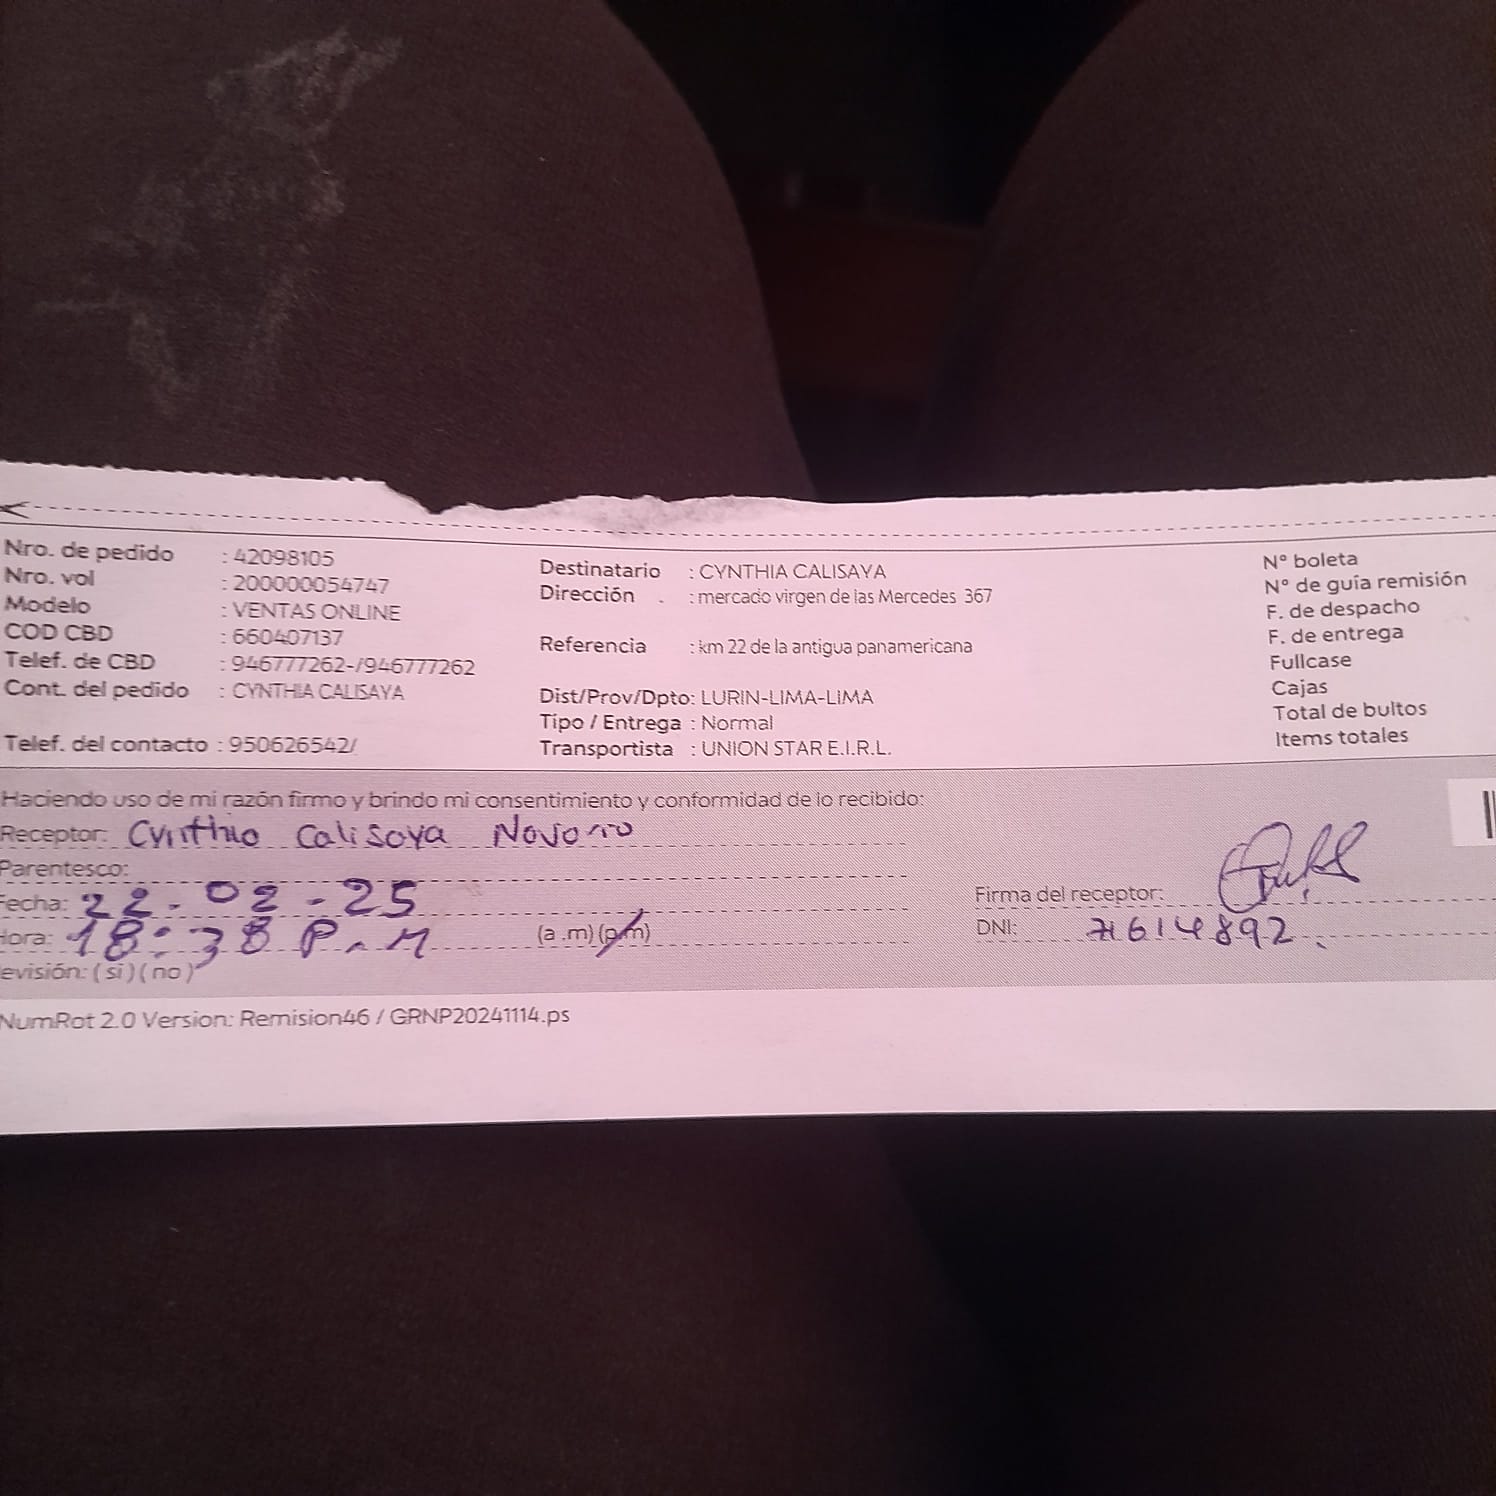 Nro. de pedido : 42098105
Nro. vol : 200000054747
Modelo : VENTAS ONLINE
COD CBD : 660407137
Telef. de CBD : 946777262-/946777262
Cont. del pedido : CYNTHIA CALISAYA
Telef. del contacto : 950626542/
Destinatario : CYNTHIA CALISAYA
Dirección : mercado virgen de las Mercedes 367
Referencia : km 22 de la antigua panamericana
Dist/Prov/Dpto: LURIN-LIMA-LIMA
Tipo / Entrega : Normal
Transportista : UNION STAR E.I.R.L.
N° boleta
N° de guía remisión
F. de despacho
F. de entrega
Fullcase
Cajas
Total de bultos
Items totales
Haciendo uso de mi razón firmo y brindo mi consentimiento y conformidad de lo recibido:
Receptor: Cynthia Calisaya Navarro
Parentesco:
Fecha: 22-02-25
Hora: 18:38 P.M (a .m) (p.m)
evisión: ( si ) ( no )
Firma del receptor:
DNI: 71614892.
NumRot 2.0 Version: Remision46 / GRNP20241114.ps